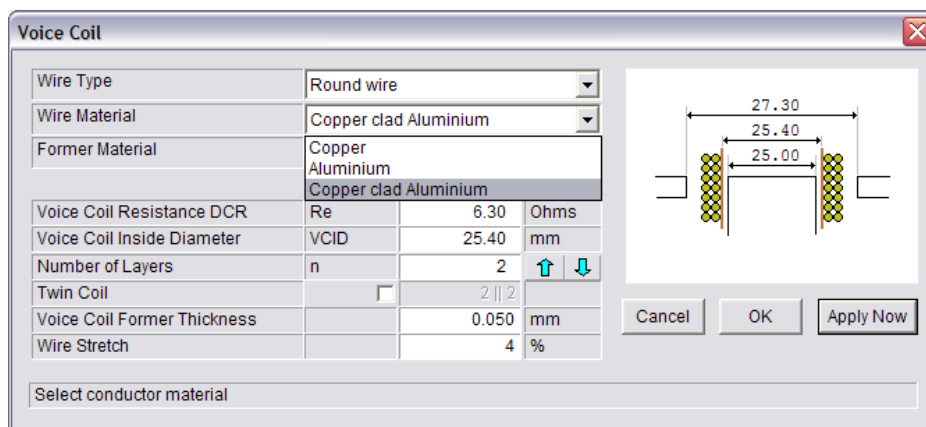 Voice Coil
Wire Type Round wire
Wire Material Copper clad Aluminium
Former Material Copper
Aluminium
Copper clad Aluminium
Voice Coil Resistance DCR Re 6.30 Ohms
Voice Coil Inside Diameter VCID 25.40 mm
Number of Layers n 2
Twin Coil 2 || 2
Voice Coil Former Thickness 0.050 mm
Wire Stretch 4 %
27.30
25.40
25.00
Cancel OK Apply Now
Select conductor material